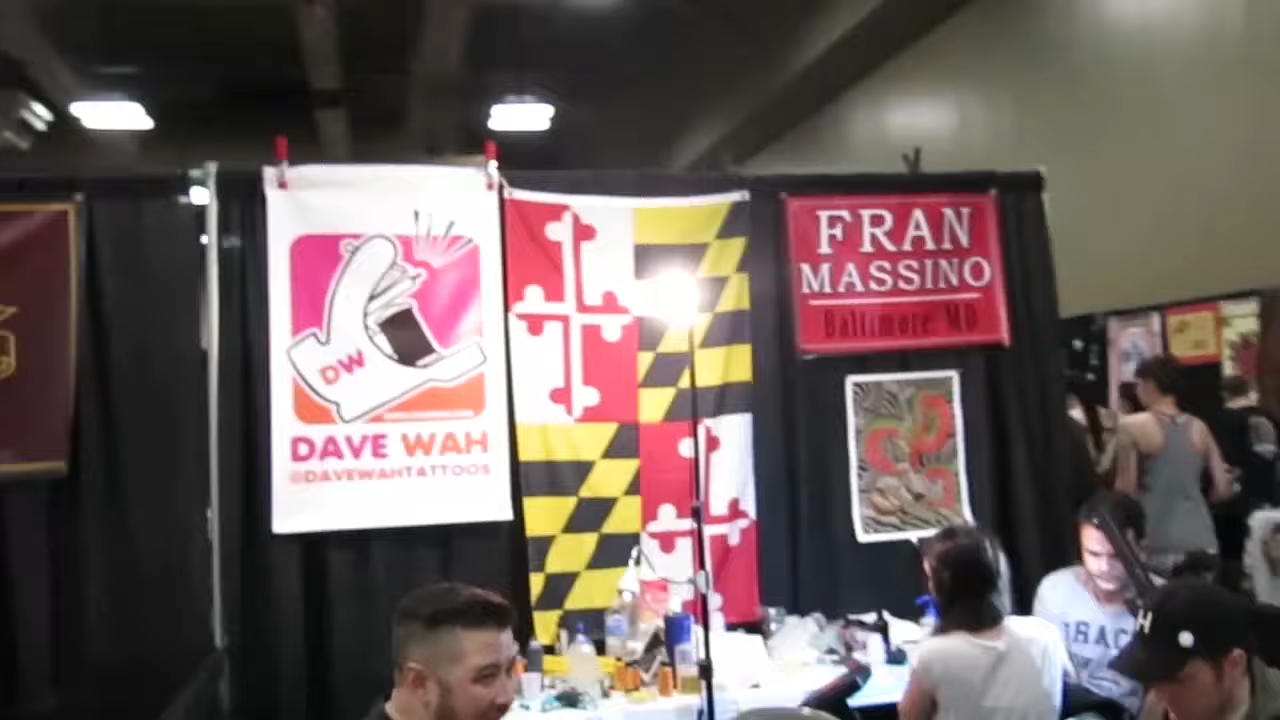 DW
DAVE WAH
@DAVEWAHTATTOOS
FRAN
MASSINO
Baltimore MD
H